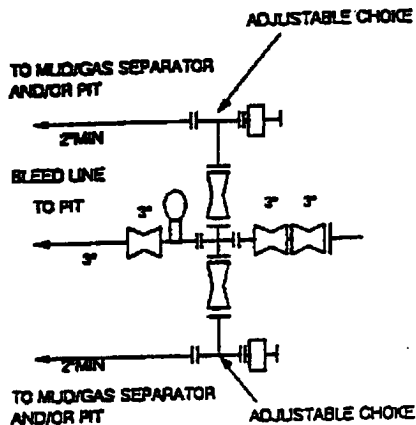 ADJUSTABLE CHOKE
TO MUD/GAS SEPARATOR
AND/OR PIT
2"MIN
BLEED LINE
TO PIT
3"
3" 3"
3"
2"MIN
TO MUD/GAS SEPARATOR
AND/OR PIT
ADJUSTABLE CHOKE